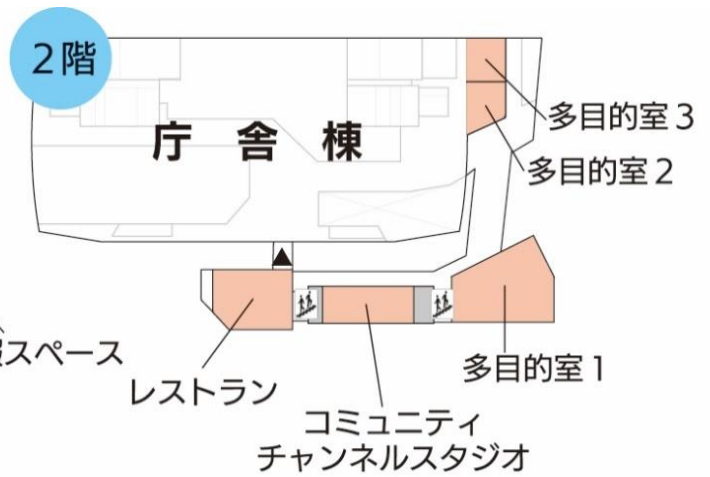 2階
庁舎棟
多目的室3
多目的室2
スペース
レストラン
多目的室1
コミュニティ
チャンネルスタジオ